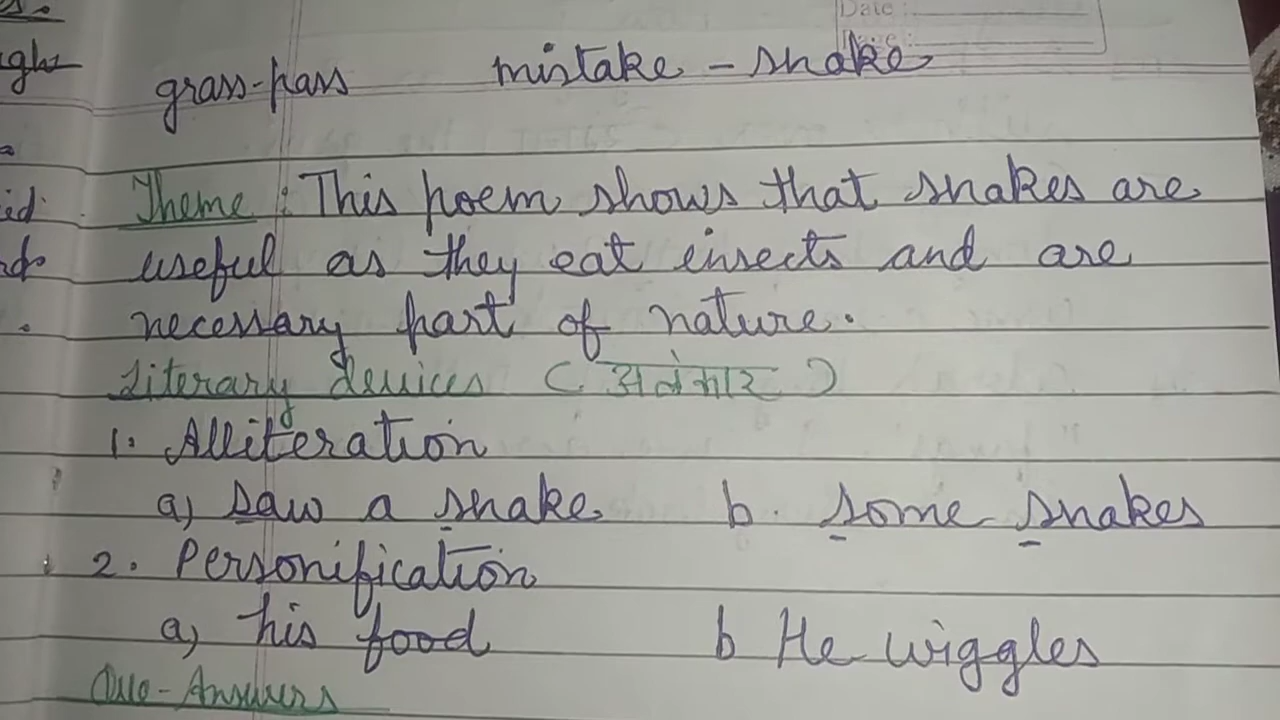 Date :
grass-pass mistake - snake
Theme : This poem shows that snakes are
useful as they eat insects and are
necessary part of nature.
Literary devices (अलंकार)
1. Alliteration
a) saw a snake b. some snakes
2. Personification
a) his food b He wiggles
Que-Answers